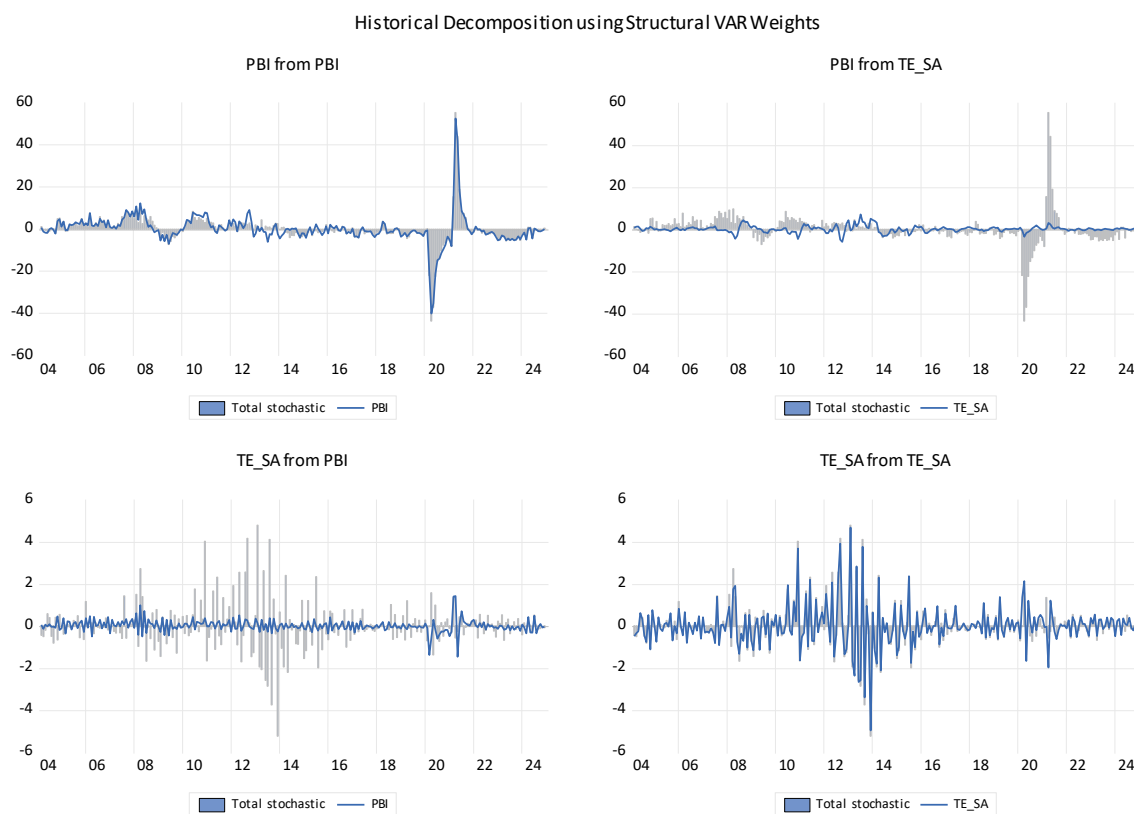 Historical Decomposition using Structural VAR Weights
PBI from PBI
60
40
20
0
-20
-40
-60
04 06 08 10 12 14 16 18 20 22 24
Total stochastic PBI
PBI from TE_SA
60
40
20
0
-20
-40
-60
04 06 08 10 12 14 16 18 20 22 24
Total stochastic TE_SA
TE_SA from PBI
6
4
2
0
-2
-4
-6
04 06 08 10 12 14 16 18 20 22 24
Total stochastic PBI
TE_SA from TE_SA
6
4
2
0
-2
-4
-6
04 06 08 10 12 14 16 18 20 22 24
Total stochastic TE_SA